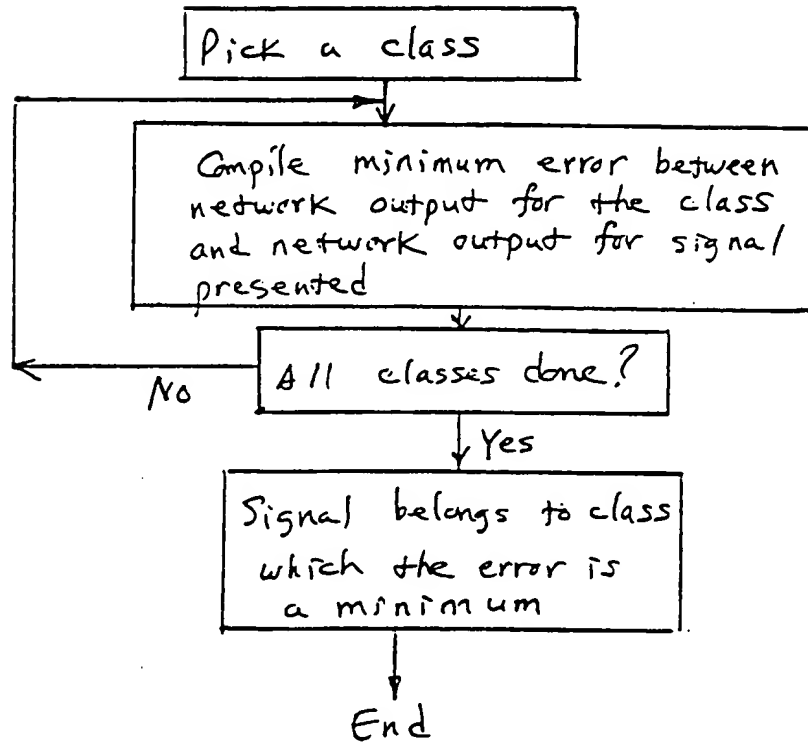 Pick a class
Compile minimum error between
network output for the class
and network output for signal
presented
All classes done?
No
Yes
Signal belongs to class
which the error is
a minimum
End